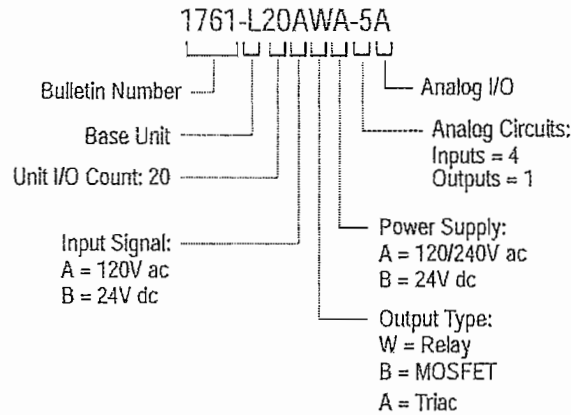 1761-L20AWA-5A
Bulletin Number
Base Unit
Unit I/O Count: 20
Input Signal:
A = 120V ac
B = 24V dc
Analog I/O
Analog Circuits:
Inputs = 4
Outputs = 1
Power Supply:
A = 120/240V ac
B = 24V dc
Output Type:
W = Relay
B = MOSFET
A = Triac